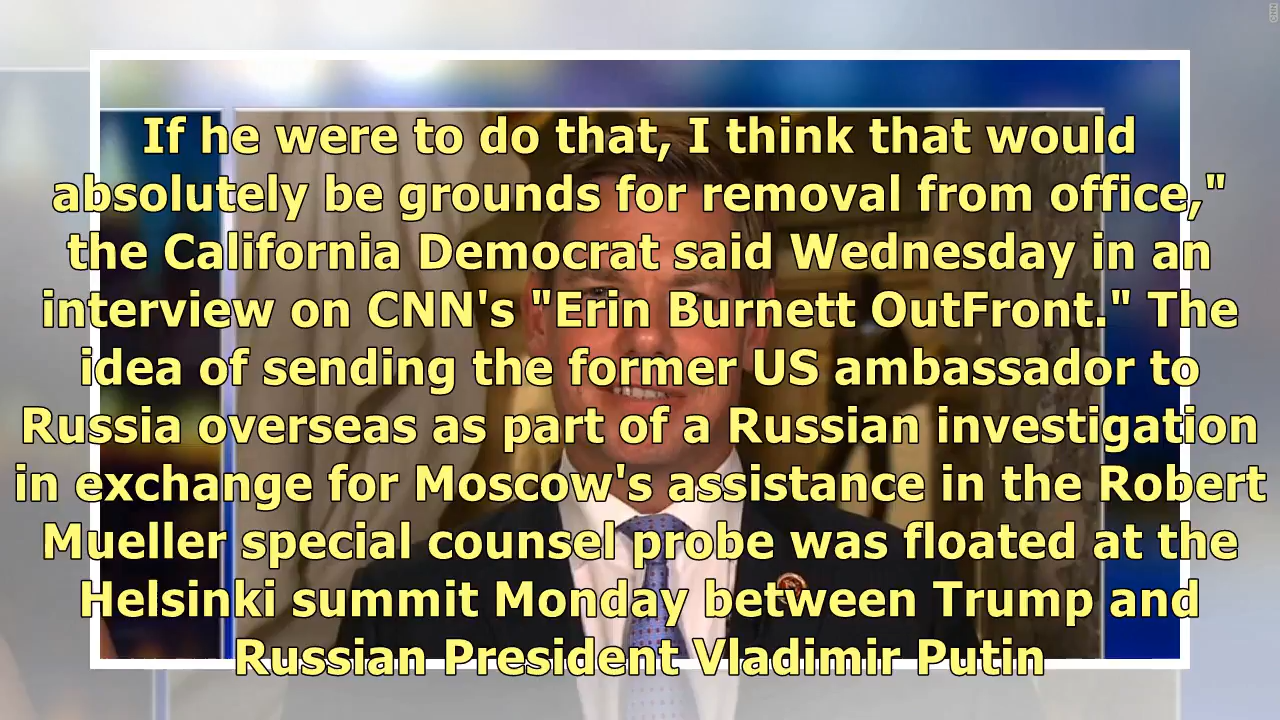 CNN
If he were to do that, I think that would
absolutely be grounds for removal from office,"
the California Democrat said Wednesday in an
interview on CNN's "Erin Burnett OutFront." The
idea of sending the former US ambassador to
Russia overseas as part of a Russian investigation
in exchange for Moscow's assistance in the Robert
Mueller special counsel probe was floated at the
Helsinki summit Monday between Trump and
Russian President Vladimir Putin